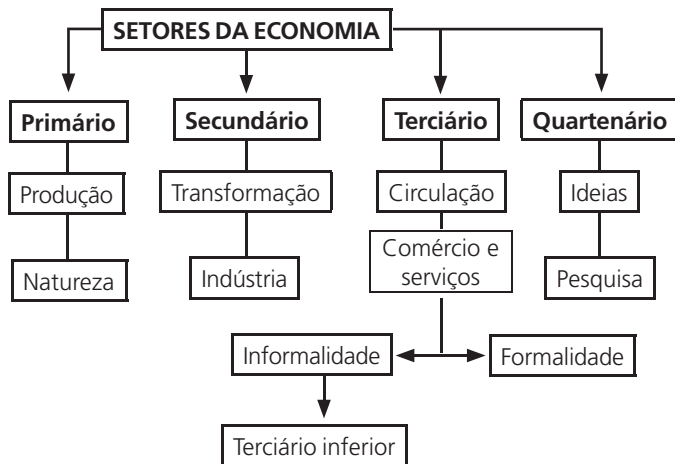 SETORES DA ECONOMIA
Primário
Secundário
Terciário
Quartenário
Produção
Transformação
Circulação
Ideias
Natureza
Indústria
Comércio e
serviços
Pesquisa
Informalidade
Formalidade
Terciário inferior